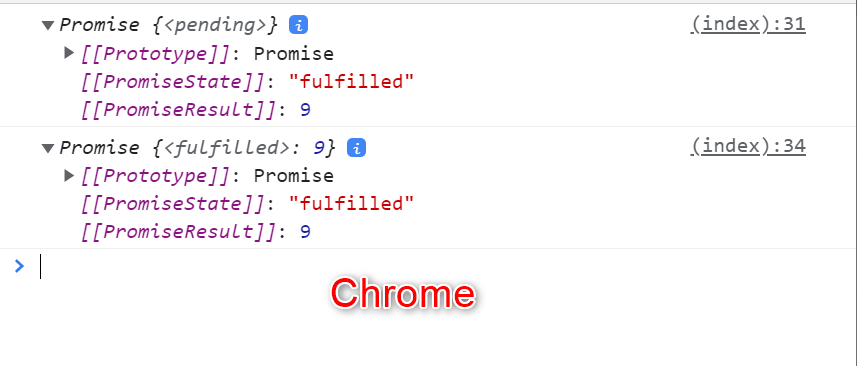 ▼Promise {<pending>} i (index):31
▶[[Prototype]]: Promise
[[PromiseState]]: "fulfilled"
[[PromiseResult]]: 9
▼Promise {<fulfilled>: 9} i (index):34
▶[[Prototype]]: Promise
[[PromiseState]]: "fulfilled"
[[PromiseResult]]: 9
>
Chrome